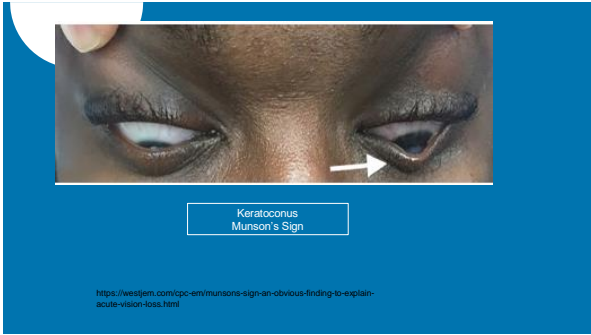 Keratoconus
Munson's Sign
https://westjem.com/cpc-em/munsons-sign-an-obvious-finding-to-explain-
acute-vision-loss.html